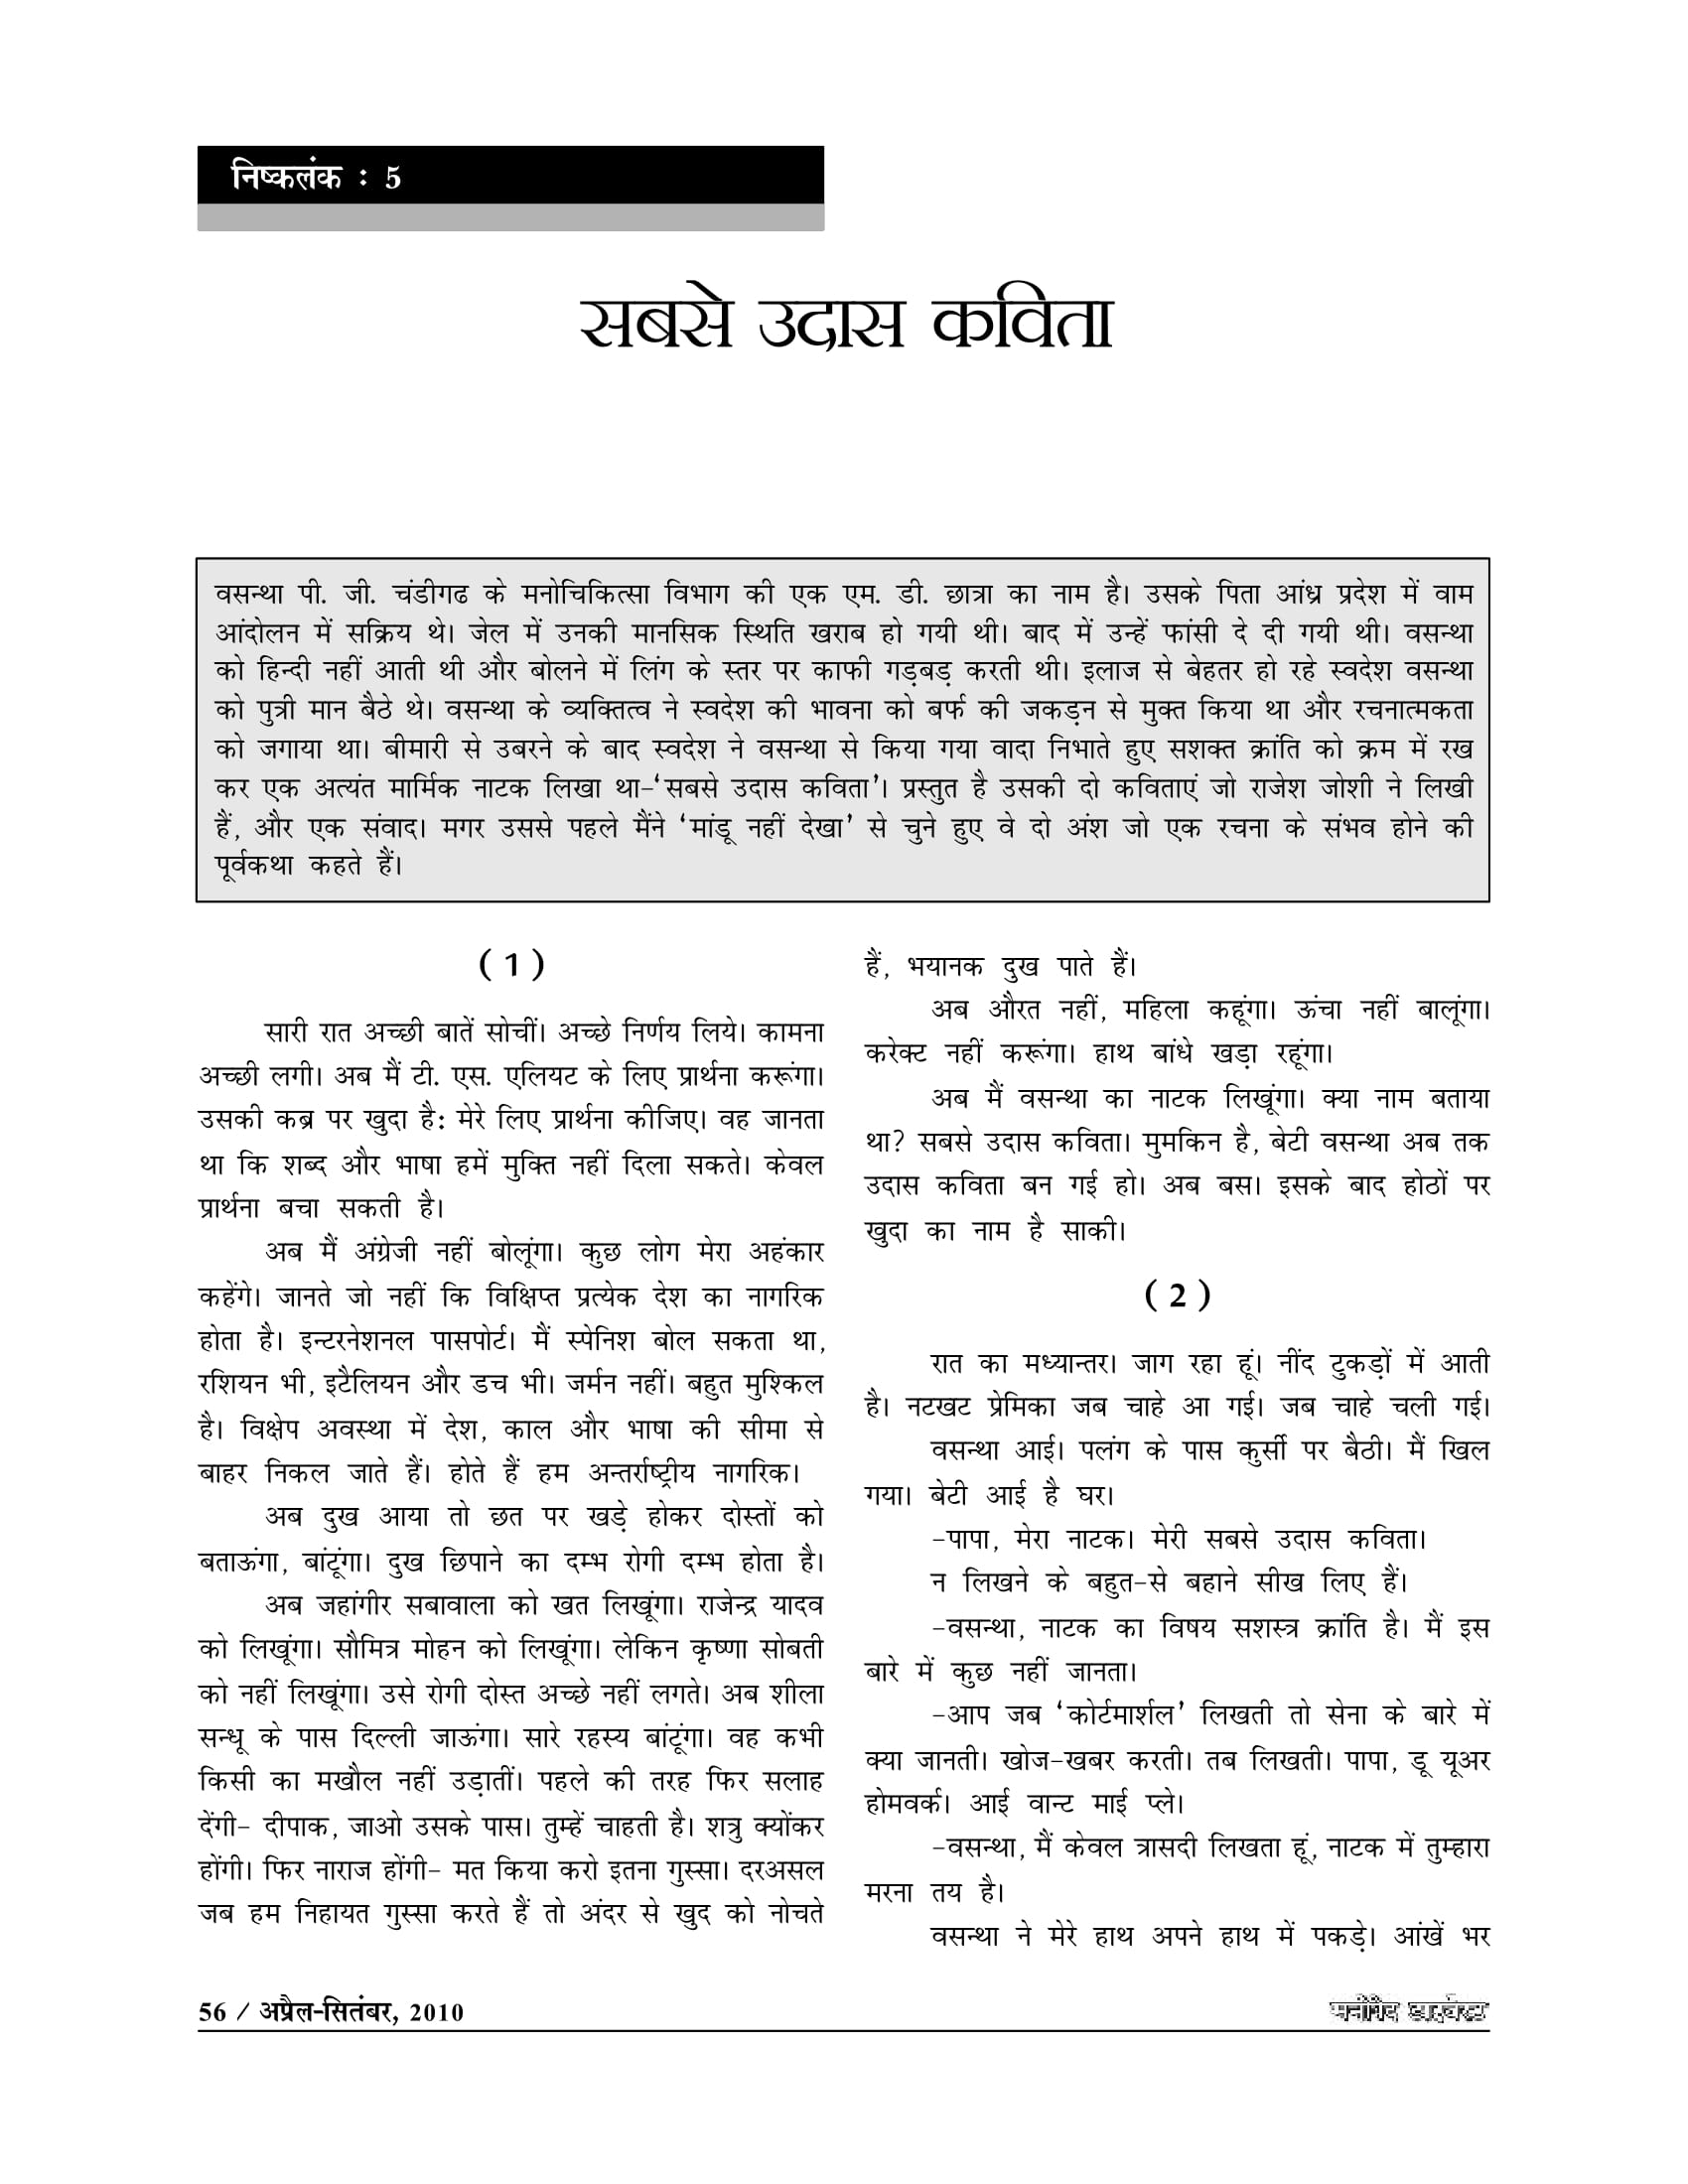 निष्कलंक : 5
सबसे उदास कविता
वसन्था पी. जी. चंडीगढ के मनोचिकित्सा विभाग की एक एम. डी. छात्रा का नाम है। उसके पिता आंध्र प्रदेश में वाम
आंदोलन में सक्रिय थे। जेल में उनकी मानसिक स्थिति खराब हो गयी थी। बाद में उन्हें फांसी दे दी गयी थी। वसन्था
को हिन्दी नहीं आती थी और बोलने में लिंग के स्तर पर काफी गड़बड़ करती थी। इलाज से बेहतर हो रहे स्वदेश वसन्था
को पुत्री मान बैठे थे। वसन्था के व्यक्तित्व ने स्वदेश की भावना को बर्फ की जकड़न से मुक्त किया था और रचनात्मकता
को जगाया था। बीमारी से उबरने के बाद स्वदेश ने वसन्था से किया गया वादा निभाते हुए सशक्त क्रांति को क्रम में रख
कर एक अत्यंत मार्मिक नाटक लिखा था-‘सबसे उदास कविता’। प्रस्तुत है उसकी दो कविताएं जो राजेश जोशी ने लिखी
हैं, और एक संवाद। मगर उससे पहले मैंने ‘मांडू नहीं देखा’ से चुने हुए वे दो अंश जो एक रचना के संभव होने की
पूर्वकथा कहते हैं।
( 1 )
सारी रात अच्छी बातें सोचीं। अच्छे निर्णय लिये। कामना
अच्छी लगी। अब मैं टी. एस. एलियट के लिए प्रार्थना करूंगा।
उसकी कब्र पर खुदा है: मेरे लिए प्रार्थना कीजिए। वह जानता
था कि शब्द और भाषा हमें मुक्ति नहीं दिला सकते। केवल
प्रार्थना बचा सकती है।
अब मैं अंग्रेजी नहीं बोलूंगा। कुछ लोग मेरा अहंकार
कहेंगे। जानते जो नहीं कि विक्षिप्त प्रत्येक देश का नागरिक
होता है। इन्टरनेशनल पासपोर्ट। मैं स्पेनिश बोल सकता था,
रशियन भी, इटैलियन और डच भी। जर्मन नहीं। बहुत मुश्किल
है। विक्षेप अवस्था में देश, काल और भाषा की सीमा से
बाहर निकल जाते हैं। होते हैं हम अन्तर्राष्ट्रीय नागरिक।
अब दुख आया तो छत पर खड़े होकर दोस्तों को
बताऊंगा, बांटूंगा। दुख छिपाने का दम्भ रोगी दम्भ होता है।
अब जहांगीर सबावाला को खत लिखूंगा। राजेन्द्र यादव
को लिखूंगा। सौमित्र मोहन को लिखूंगा। लेकिन कृष्णा सोबती
को नहीं लिखूंगा। उसे रोगी दोस्त अच्छे नहीं लगते। अब शीला
सन्धू के पास दिल्ली जाऊंगा। सारे रहस्य बांटूंगा। वह कभी
किसी का मखौल नहीं उड़ातीं। पहले की तरह फिर सलाह
देंगी- दीपाक, जाओ उसके पास। तुम्हें चाहती है। शत्रु क्योंकर
होंगी। फिर नाराज होंगी- मत किया करो इतना गुस्सा। दरअसल
जब हम निहायत गुस्सा करते हैं तो अंदर से खुद को नोचते
हैं, भयानक दुख पाते हैं।
अब औरत नहीं, महिला कहूंगा। ऊंचा नहीं बालूंगा।
करेक्ट नहीं करूंगा। हाथ बांधे खड़ा रहूंगा।
अब मैं वसन्था का नाटक लिखूंगा। क्या नाम बताया
था? सबसे उदास कविता। मुमकिन है, बेटी वसन्था अब तक
उदास कविता बन गई हो। अब बस। इसके बाद होठों पर
खुदा का नाम है साकी।
( 2 )
रात का मध्यान्तर। जाग रहा हूं। नींद टुकड़ों में आती
है। नटखट प्रेमिका जब चाहे आ गई। जब चाहे चली गई।
वसन्था आई। पलंग के पास कुर्सी पर बैठी। मैं खिल
गया। बेटी आई है घर।
-पापा, मेरा नाटक। मेरी सबसे उदास कविता।
न लिखने के बहुत-से बहाने सीख लिए हैं।
-वसन्था, नाटक का विषय सशस्त्र क्रांति है। मैं इस
बारे में कुछ नहीं जानता।
-आप जब ‘कोर्टमार्शल’ लिखती तो सेना के बारे में
क्या जानती। खोज-खबर करती। तब लिखती। पापा, डू यूअर
होमवर्क। आई वान्ट माई प्ले।
-वसन्था, मैं केवल त्रासदी लिखता हूं, नाटक में तुम्हारा
मरना तय है।
वसन्था ने मेरे हाथ अपने हाथ में पकड़े। आंखें भर
56 / अप्रैल-सितंबर, 2010